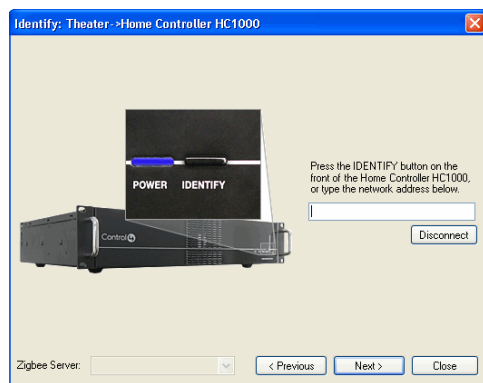 Identify: Theater->Home Controller HC1000
POWER IDENTIFY
Control4
Press the IDENTIFY button on the
front of the Home Controller HC1000,
or type the network address below.
Disconnect
Zigbee Server:
< Previous
Next >
Close